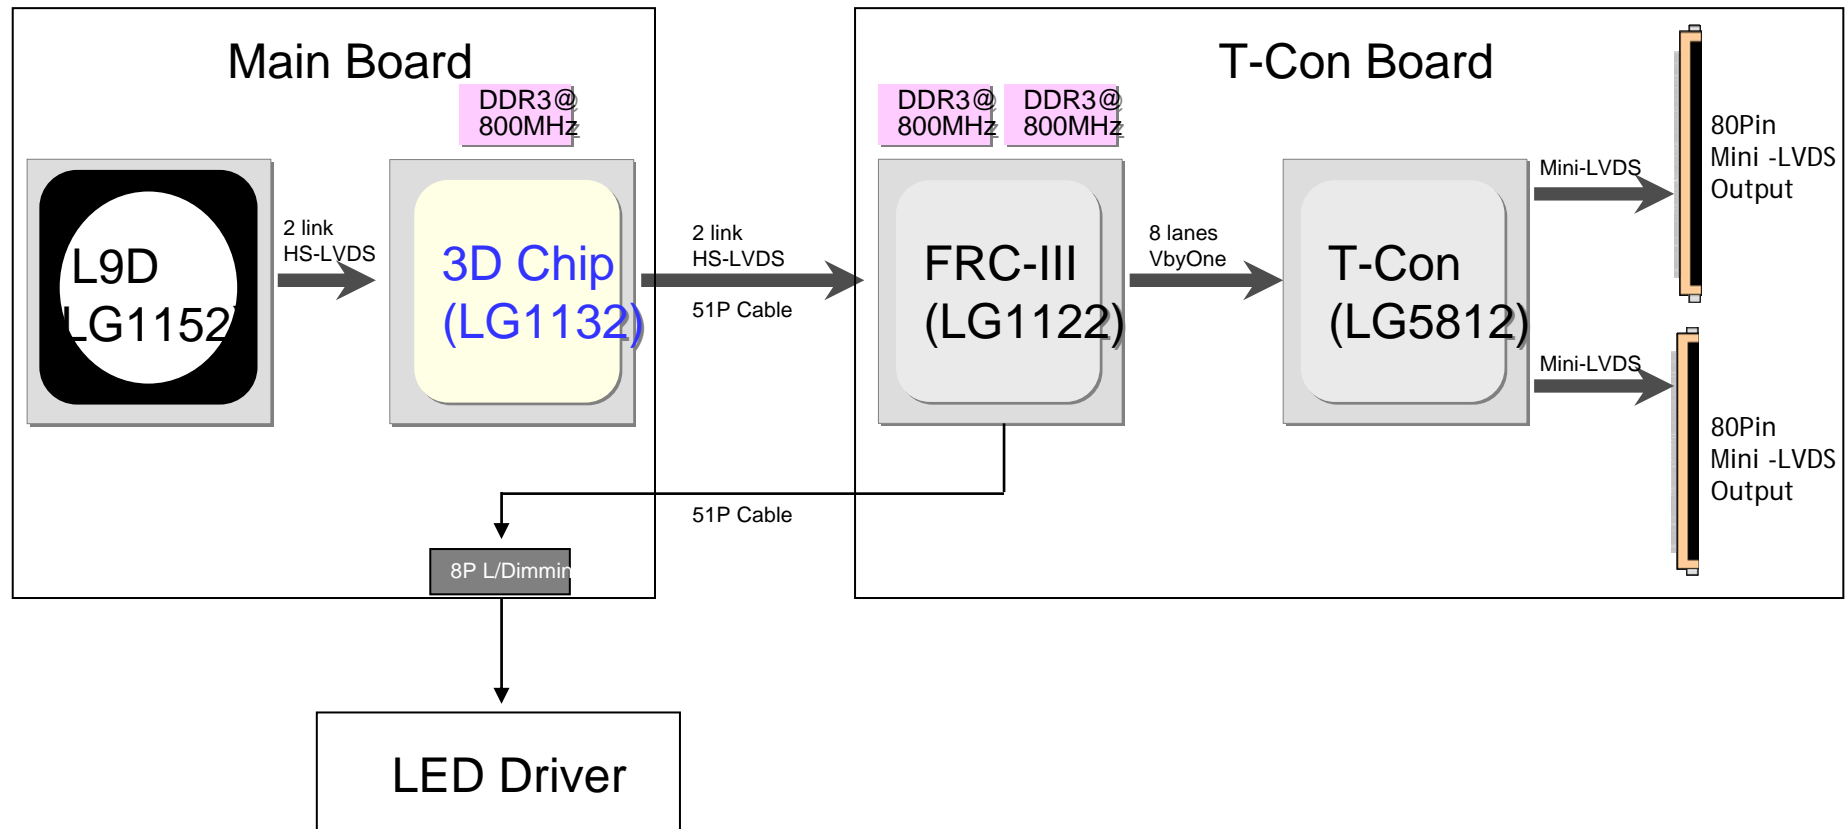 Main Board
DDR3@
800MHz
L9D
LG1152)
2 link
HS-LVDS
3D Chip
(LG1132)
2 link
HS-LVDS
51P Cable
51P Cable
8P L/Dimmin
LED Driver
T-Con Board
DDR3@
800MHz
DDR3@
800MHz
FRC-III
(LG1122)
8 lanes
VbyOne
T-Con
(LG5812)
Mini-LVDS
80Pin
Mini -LVDS
Output
Mini-LVDS
80Pin
Mini -LVDS
Output